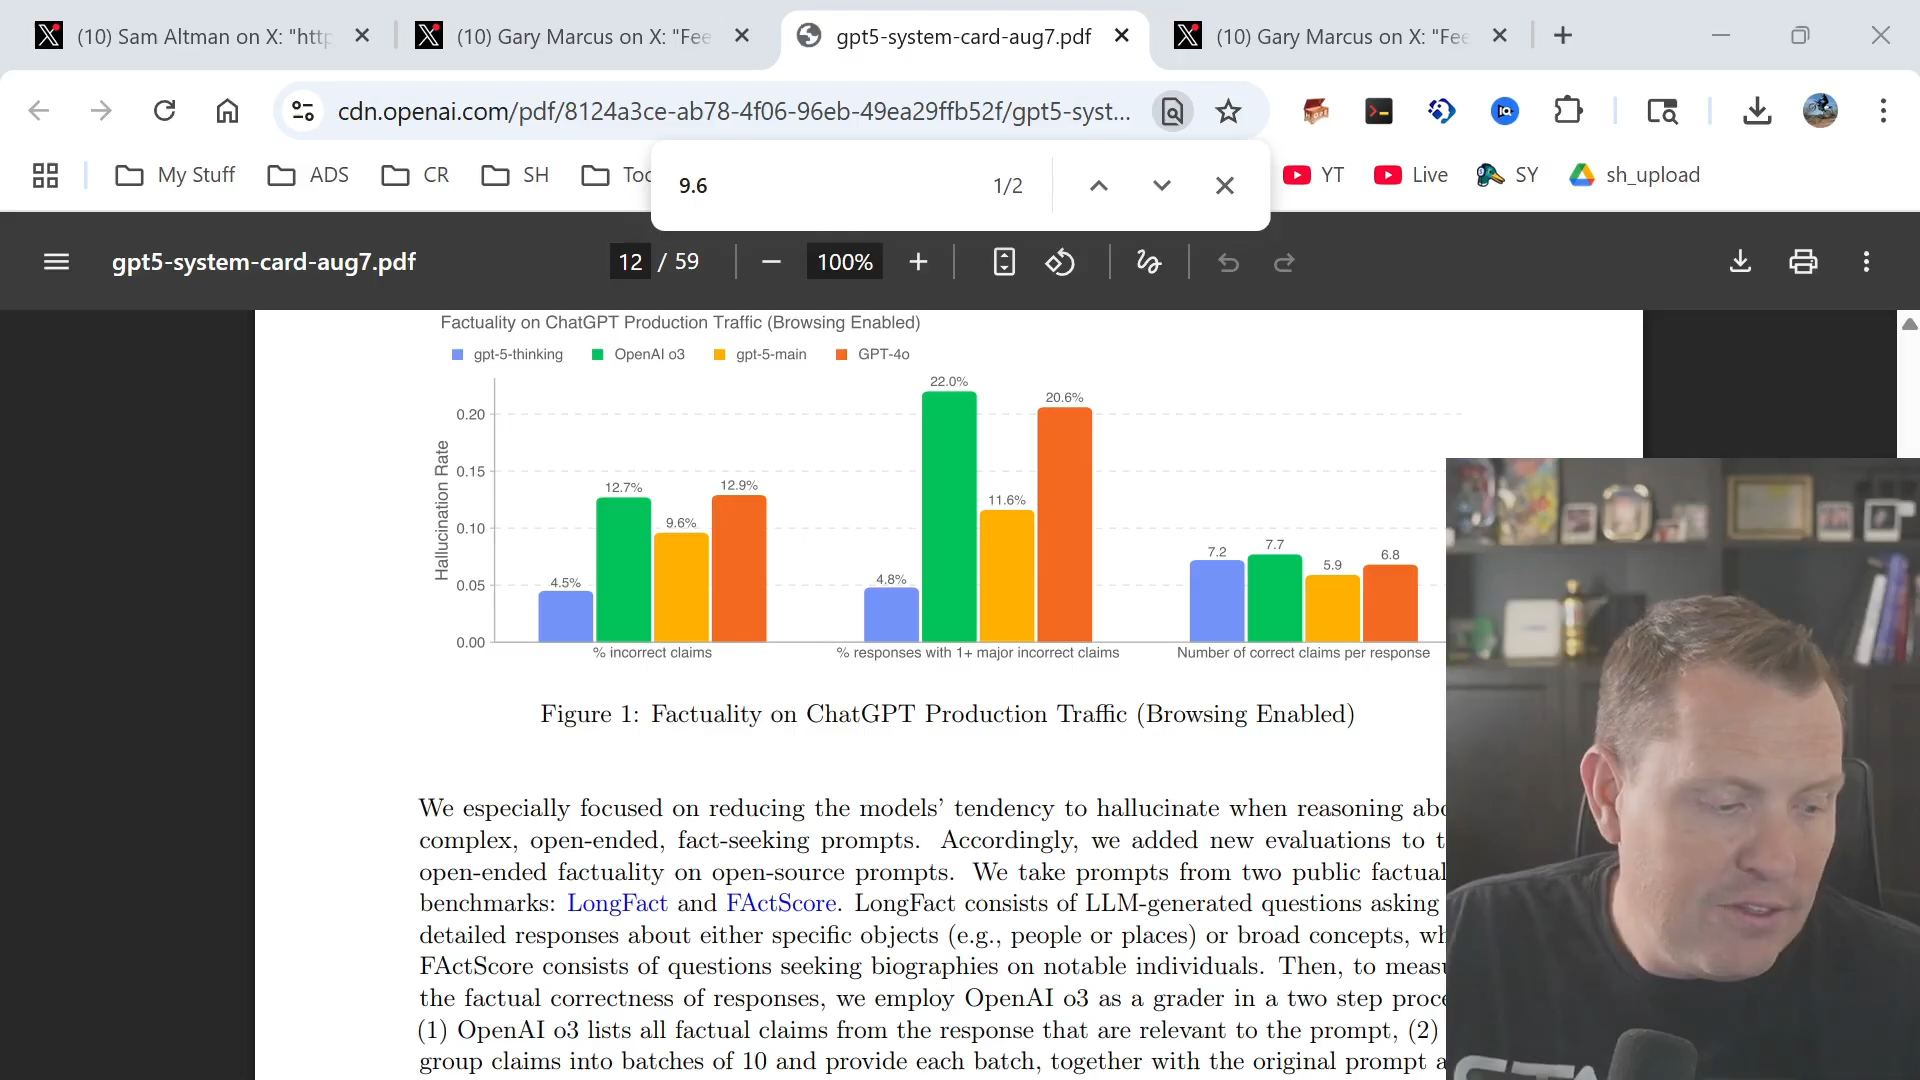 (10) Sam Altman on X: "http
(10) Gary Marcus on X: "Fee
gpt5-system-card-aug7.pdf
(10) Gary Marcus on X: "Fee
cdn.openai.com/pdf/8124a3ce-ab78-4f06-96eb-49ea29ffb52f/gpt5-syst...
My Stuff
ADS
CR
SH
Too
9.6
1/2
YT
Live
SY
sh_upload
gpt5-system-card-aug7.pdf
12 / 59
100%
Factuality on ChatGPT Production Traffic (Browsing Enabled)
gpt-5-thinking
OpenAI o3
gpt-5-main
GPT-4o
Hallucination Rate
0.20
0.15
0.10
0.05
0.00
4.5%
12.7%
9.6%
12.9%
4.8%
22.0%
11.6%
20.6%
7.2
7.7
5.9
6.8
% incorrect claims
% responses with 1+ major incorrect claims
Number of correct claims per response
Figure 1: Factuality on ChatGPT Production Traffic (Browsing Enabled)
We especially focused on reducing the models' tendency to hallucinate when reasoning abo
complex, open-ended, fact-seeking prompts. Accordingly, we added new evaluations to t
open-ended factuality on open-source prompts. We take prompts from two public factual
benchmarks: LongFact and FActScore. LongFact consists of LLM-generated questions asking
detailed responses about either specific objects (e.g., people or places) or broad concepts, wh
FActScore consists of questions seeking biographies on notable individuals. Then, to measu
the factual correctness of responses, we employ OpenAI o3 as a grader in a two step proce
(1) OpenAI o3 lists all factual claims from the response that are relevant to the prompt, (2)
group claims into batches of 10 and provide each batch, together with the original prompt a